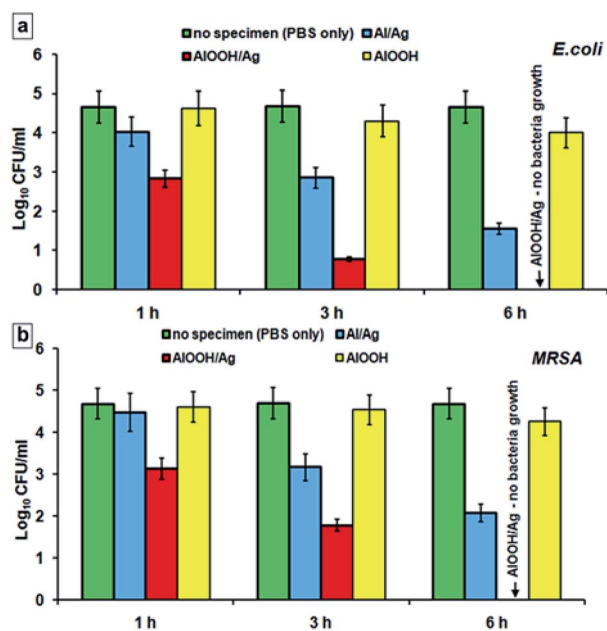 a
no specimen (PBS only) Al/Ag
AlOOH/Ag AlOOH
E.coli
6
5
4
3
2
1
0
Log₁₀ CFU/ml
AlOOH/Ag - no bacteria growth
1 h 3 h 6 h
b
no specimen (PBS only) Al/Ag
AlOOH/Ag AlOOH
MRSA
6
5
4
3
2
1
0
Log₁₀ CFU/ml
AlOOH/Ag - no bacteria growth
1 h 3 h 6 h